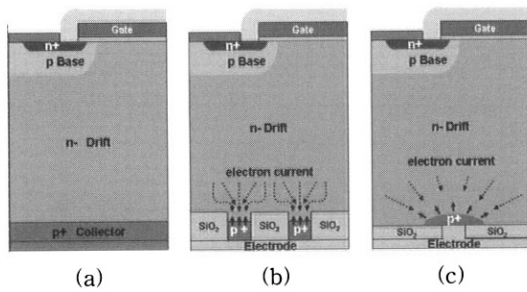 n+
Gate
p Base
n- Drift
p+ Collector
(a)
n+
Gate
p Base
n- Drift
electron current
SiO₂
p +
SiO₂
p +
SiO₂
Electrode
(b)
n+
Gate
p Base
n- Drift
electron current
p+
SiO₂
SiO₂
Electrode
(c)